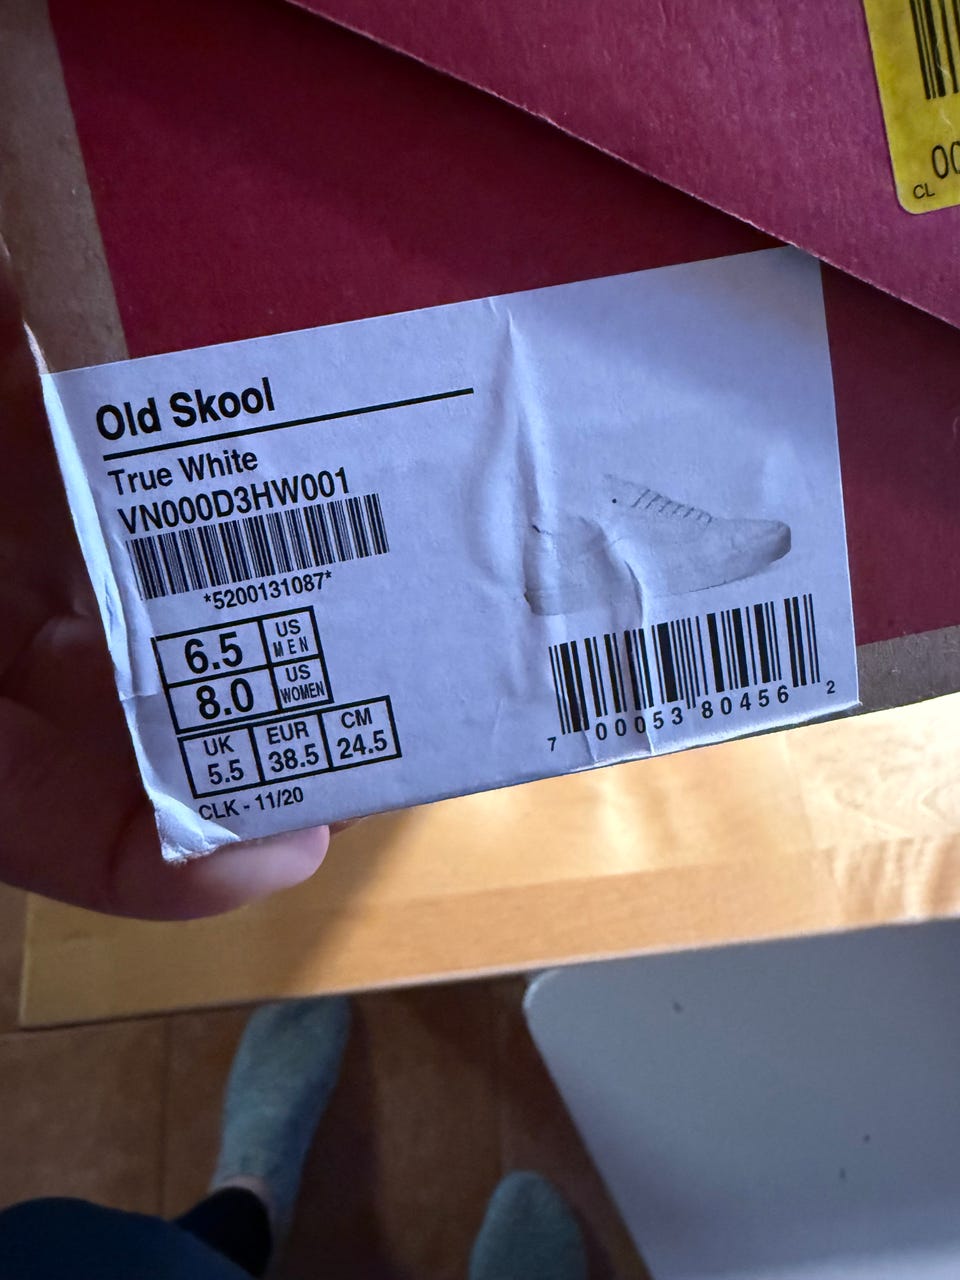 Old Skool
True White
VN000D3HW001
*5200131087*
6.5 US MEN
8.0 US WOMEN
UK 5.5
EUR 38.5
CM 24.5
CLK - 11/20
7 00053 80456 2
CL